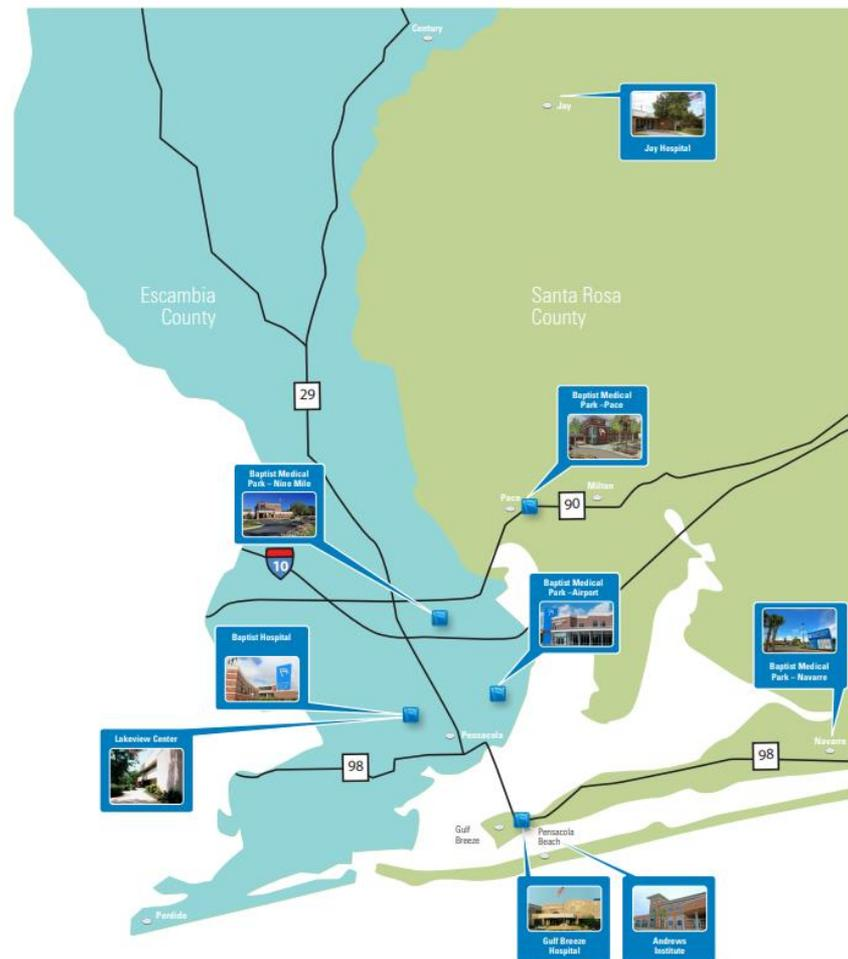 Century
Jay
Jay Hospital
Escambia
County
Santa Rosa
County
29
Baptist Medical
Park –Pace
Baptist Medical
Park – Nine Mile
Pace
Milton
90
10
Baptist Medical
Park –Airport
Baptist Hospital
Baptist Medical
Park – Navarre
Lakeview Center
Pensacola
Navarre
98
98
Gulf
Breeze
Pensacola
Beach
Perdido
Gulf Breeze
Hospital
Andrews
Institute